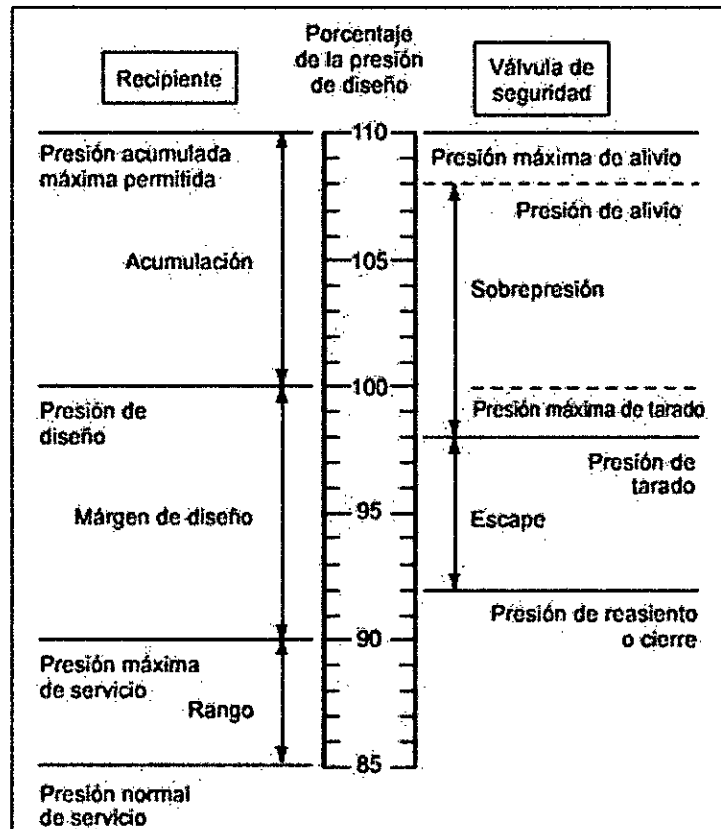 Porcentaje
de la presión
de diseño
Recipiente
Válvula de
seguridad
110
Presión acumulada
máxima permitida
Presión máxima de alivio
Presión de alivio
Acumulación
105
Sobrepresión
100
Presión de
diseño
Presión máxima de tarado
Presión de
tarado
Márgen de diseño
95
Escape
90
Presión de reasiento
o cierre
Presión máxima
de servicio
Rango
85
Presión normal
de servicio